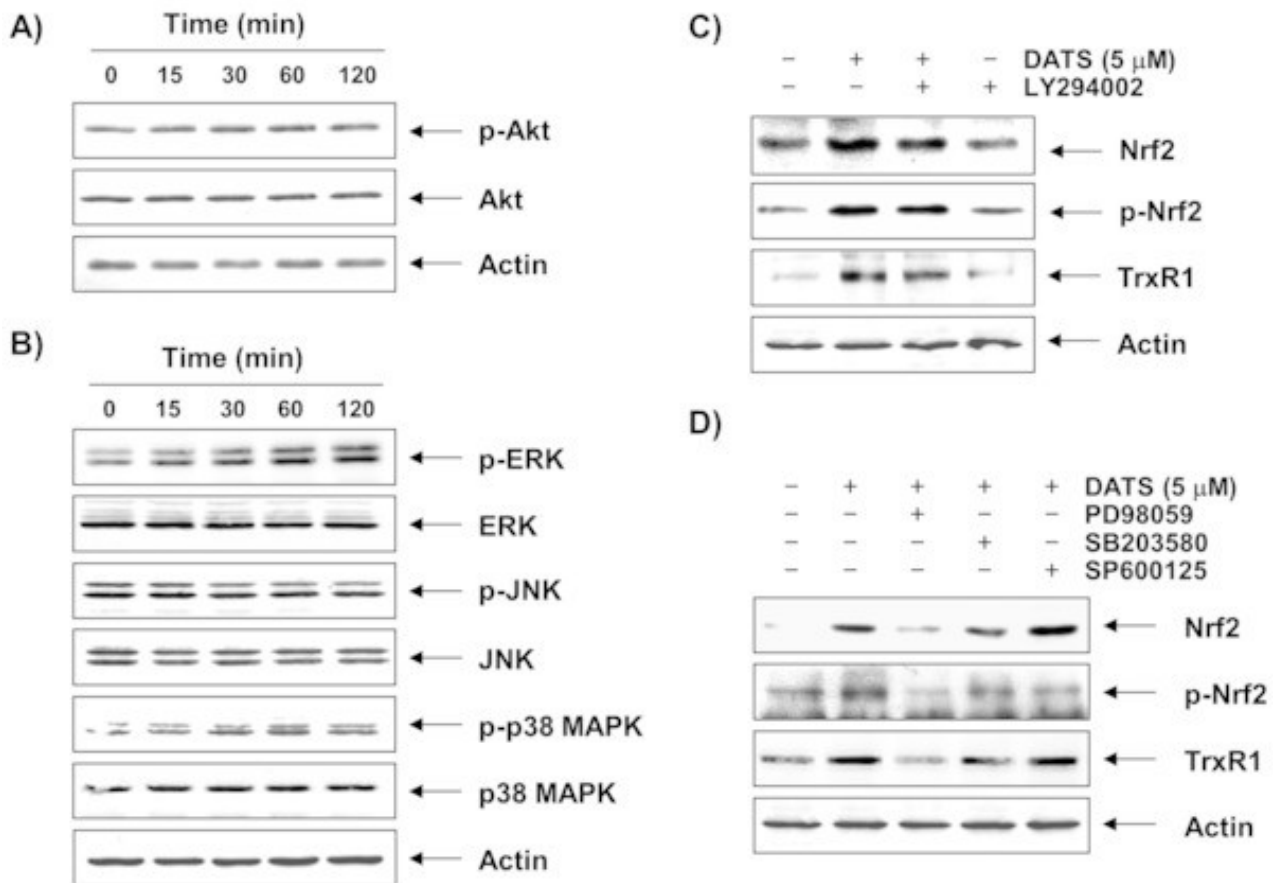 A)
Time (min)
0 15 30 60 120
p-Akt
Akt
Actin
B)
Time (min)
0 15 30 60 120
p-ERK
ERK
p-JNK
JNK
p-p38 MAPK
p38 MAPK
Actin
C)
− + + − DATS (5 μM)
− − + + LY294002
Nrf2
p-Nrf2
TrxR1
Actin
D)
− + + + + DATS (5 μM)
− − + − − PD98059
− − − + − SB203580
− − − − + SP600125
Nrf2
p-Nrf2
TrxR1
Actin